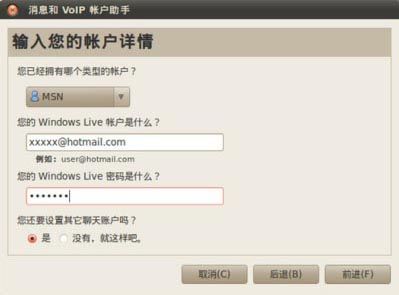 消息和 VoIP 帐户助手
输入您的帐户详情
您已经拥有哪个类型的帐户？
MSN
您的 Windows Live 帐户是什么？
xxxxx@hotmail.com
例如： user@hotmail.com
您的 Windows Live 密码是什么？
•••••••
您还要设置其它聊天账户吗？
是 没有，就这样吧。
取消(C) 后退(B) 前进(F)